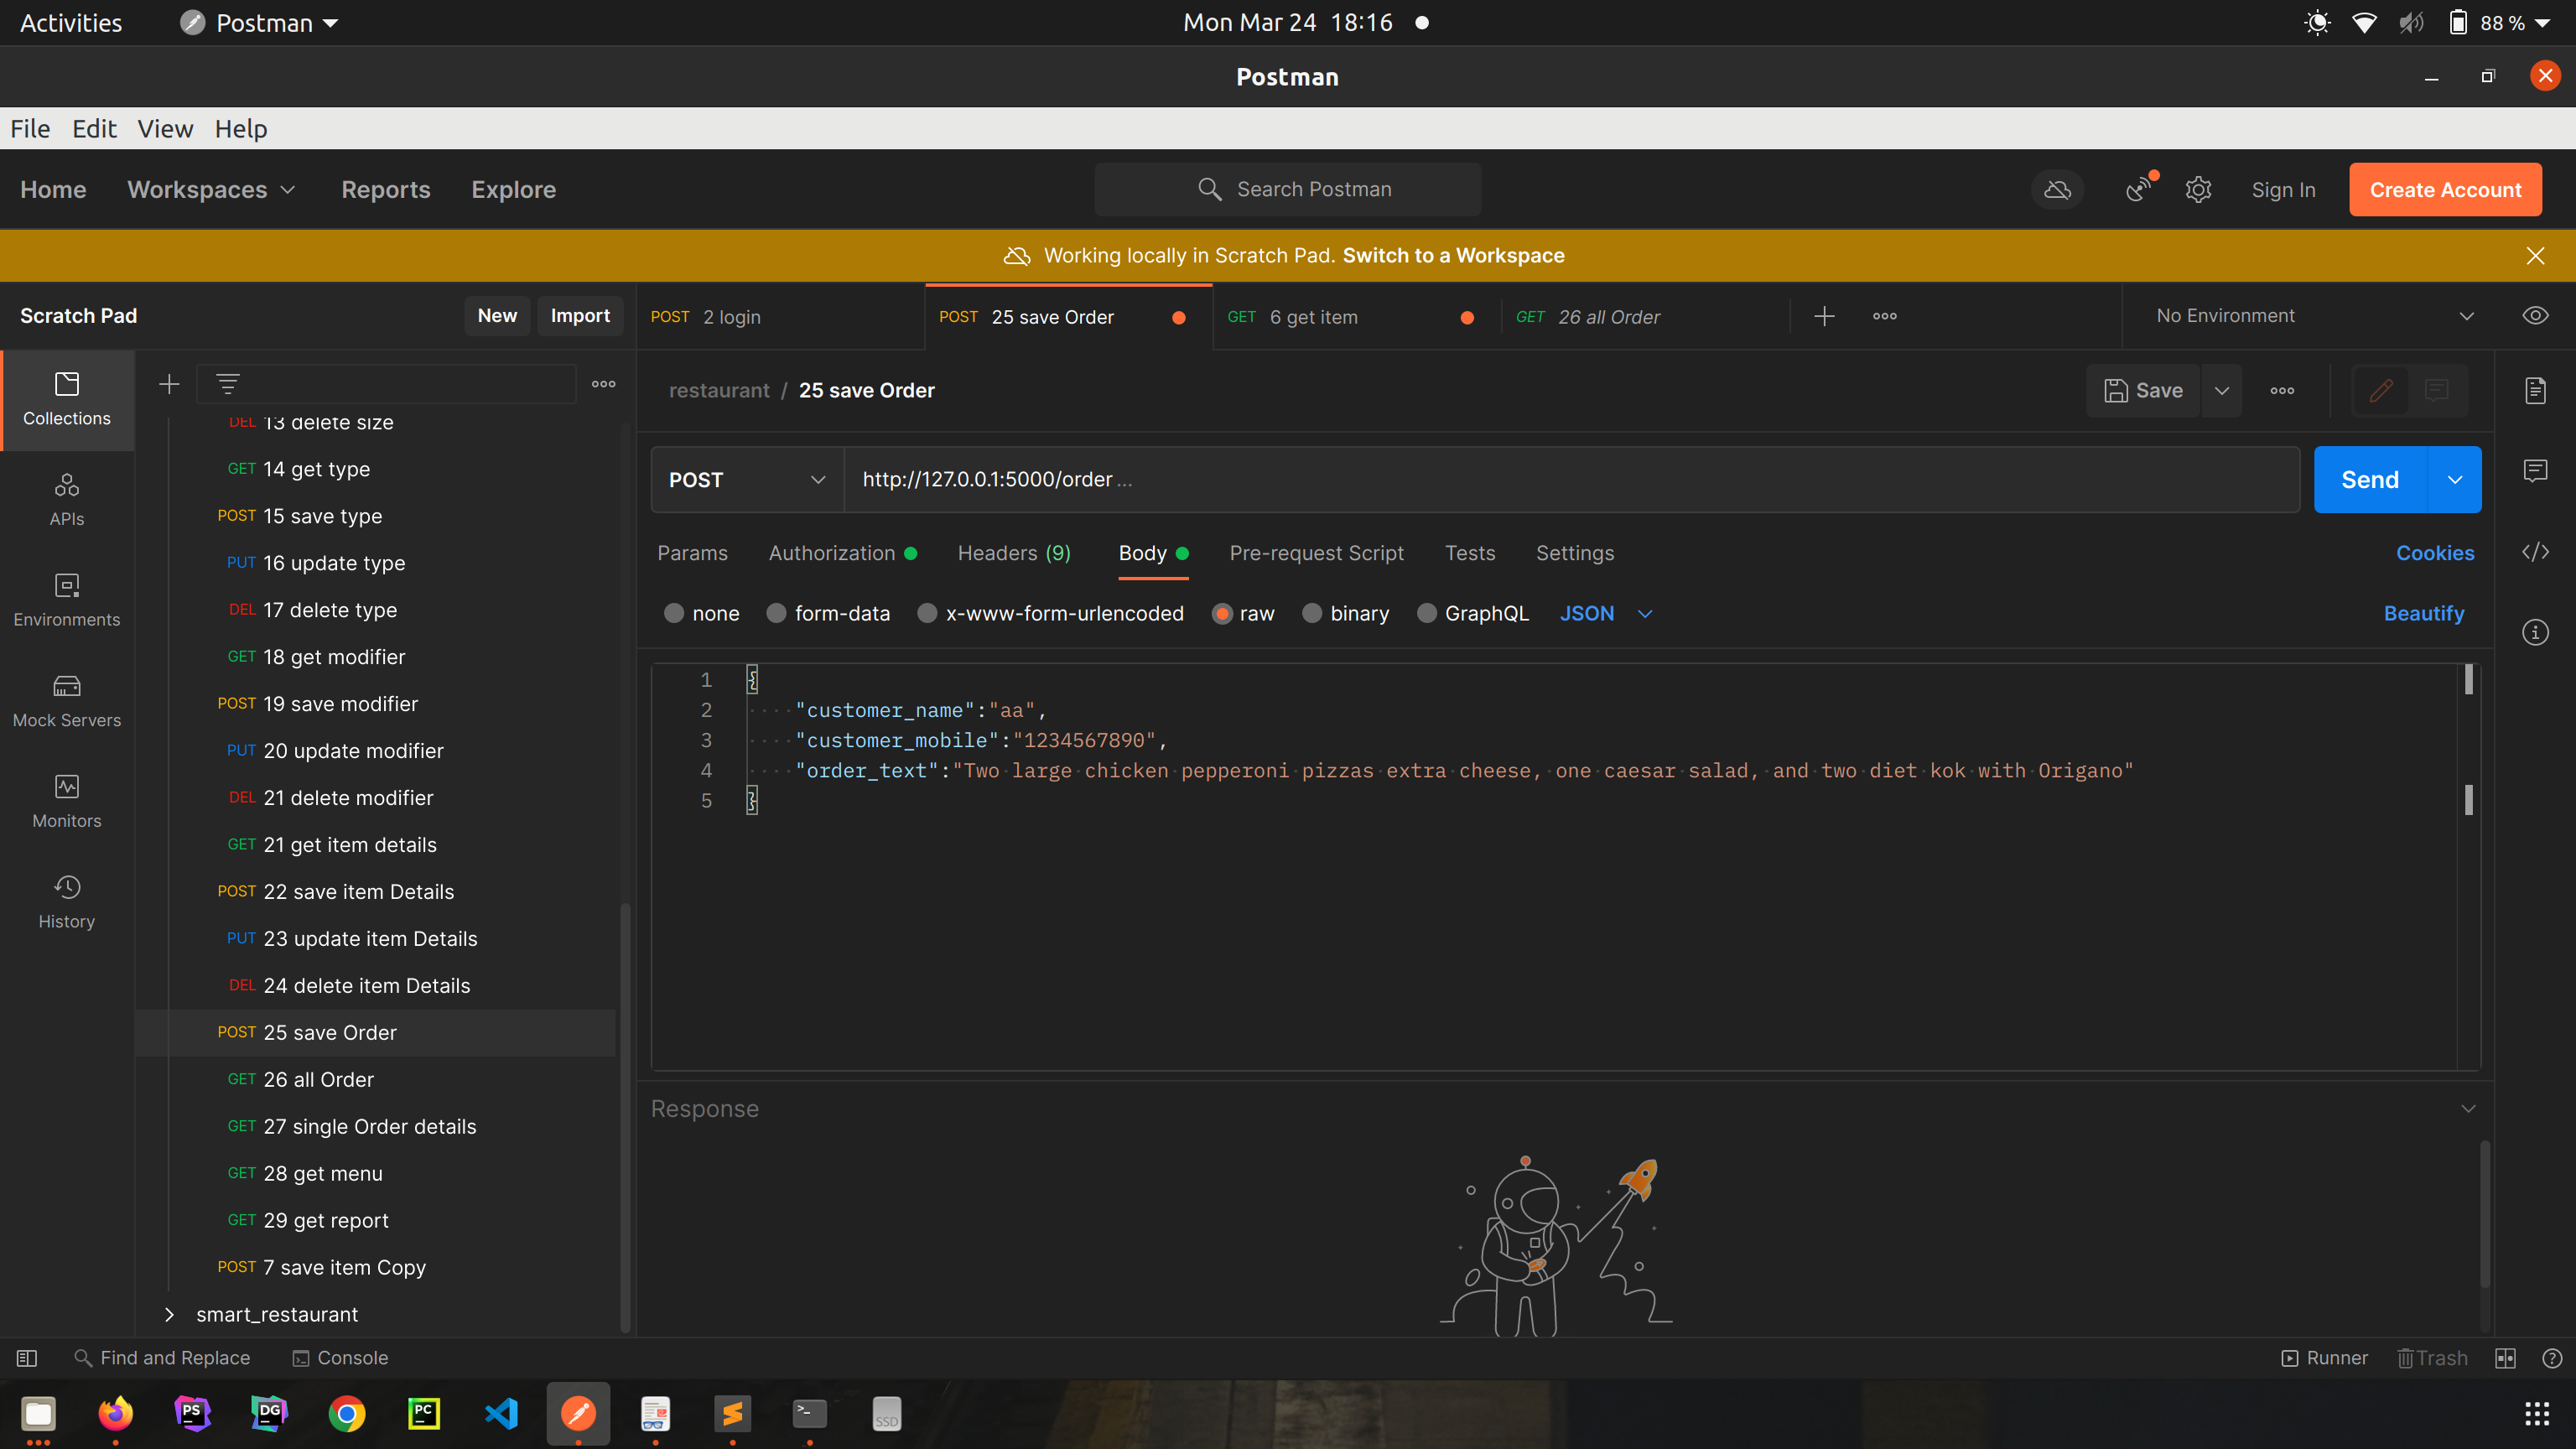 Activities
Postman
Mon Mar 24 18:16
88 %
Postman
File Edit View Help
Home Workspaces Reports Explore
Search Postman
Sign In
Create Account
Working locally in Scratch Pad. Switch to a Workspace
Scratch Pad
New
Import
POST 2 login
POST 25 save Order
GET 6 get item
GET 26 all Order
No Environment
Collections
APIs
Environments
Mock Servers
Monitors
History
DEL 13 delete size
GET 14 get type
POST 15 save type
PUT 16 update type
DEL 17 delete type
GET 18 get modifier
POST 19 save modifier
PUT 20 update modifier
DEL 21 delete modifier
GET 21 get item details
POST 22 save item Details
PUT 23 update item Details
DEL 24 delete item Details
POST 25 save Order
GET 26 all Order
GET 27 single Order details
GET 28 get menu
GET 29 get report
POST 7 save item Copy
smart_restaurant
restaurant / 25 save Order
Save
POST
http://127.0.0.1:5000/order ...
Send
Params Authorization Headers (9) Body Pre-request Script Tests Settings
Cookies
none form-data x-www-form-urlencoded raw binary GraphQL JSON
Beautify
1 {
2 "customer_name":"aa",
3 "customer_mobile":"1234567890",
4 "order_text":"Two large chicken pepperoni pizzas extra cheese, one caesar salad, and two diet kok with Origano"
5 }
Response
Find and Replace
Console
Runner
Trash
PS
DG
PC
SSD